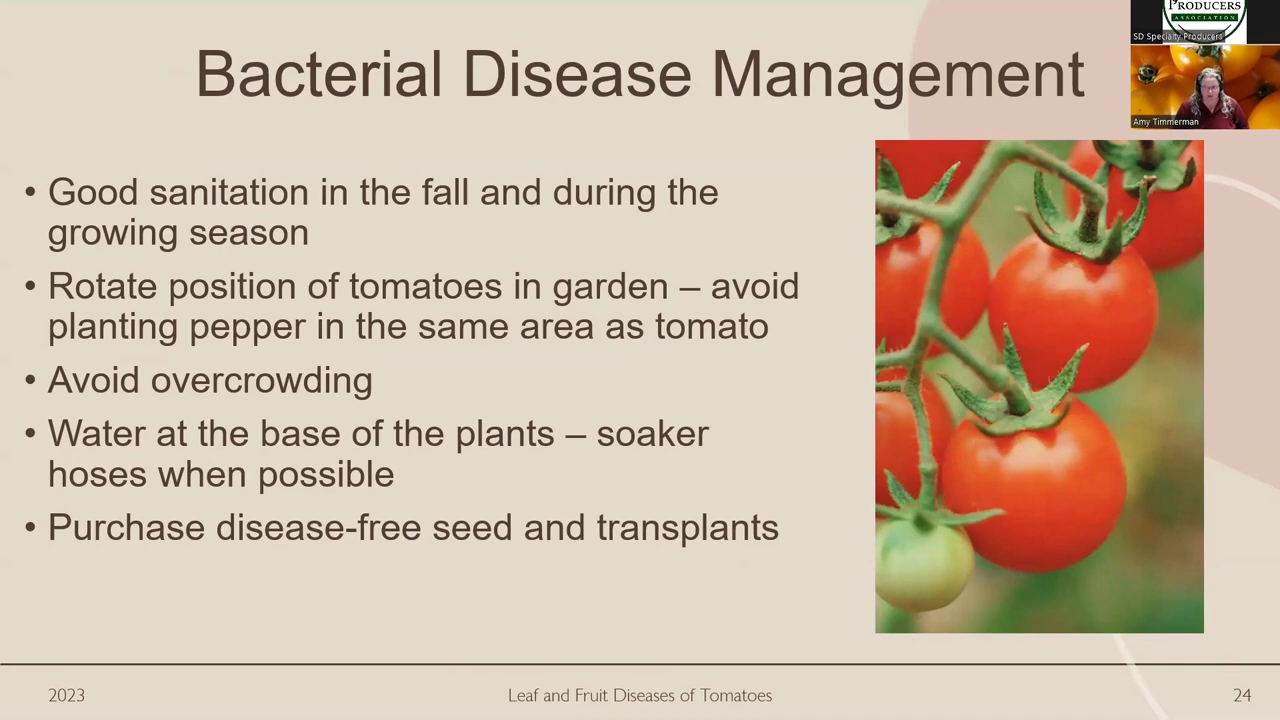 PRODUCERS
ASSOCIATION
SD Specialty Producers
Amy Timmerman
Bacterial Disease Management
• Good sanitation in the fall and during the
growing season
• Rotate position of tomatoes in garden – avoid
planting pepper in the same area as tomato
• Avoid overcrowding
• Water at the base of the plants – soaker
hoses when possible
• Purchase disease-free seed and transplants
2023
Leaf and Fruit Diseases of Tomatoes
24